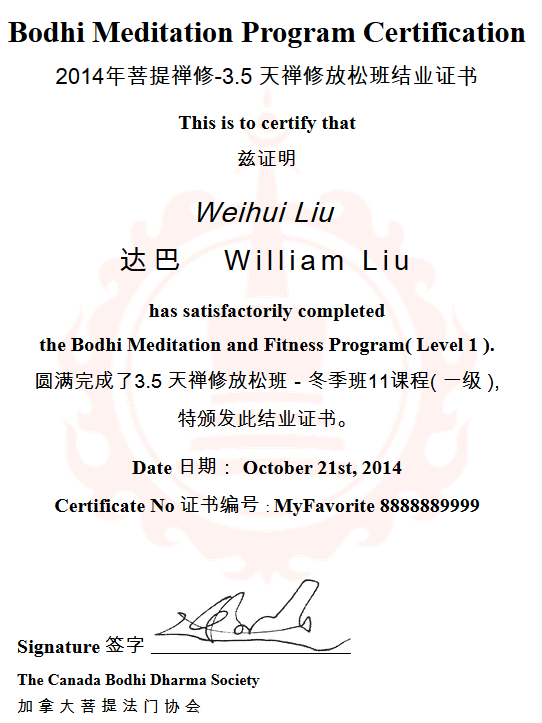 Bodhi Meditation Program Certification
2014年菩提禅修-3.5 天禅修放松班结业证书
This is to certify that
兹证明
Weihui Liu
达巴 William Liu
has satisfactorily completed
the Bodhi Meditation and Fitness Program( Level 1 ).
圆满完成了3.5 天禅修放松班 - 冬季班11课程( 一级 ),
特颁发此结业证书。
Date 日期： October 21st, 2014
Certificate No 证书编号 : MyFavorite 8888889999
Signature 签字
The Canada Bodhi Dharma Society
加拿大菩提法门协会